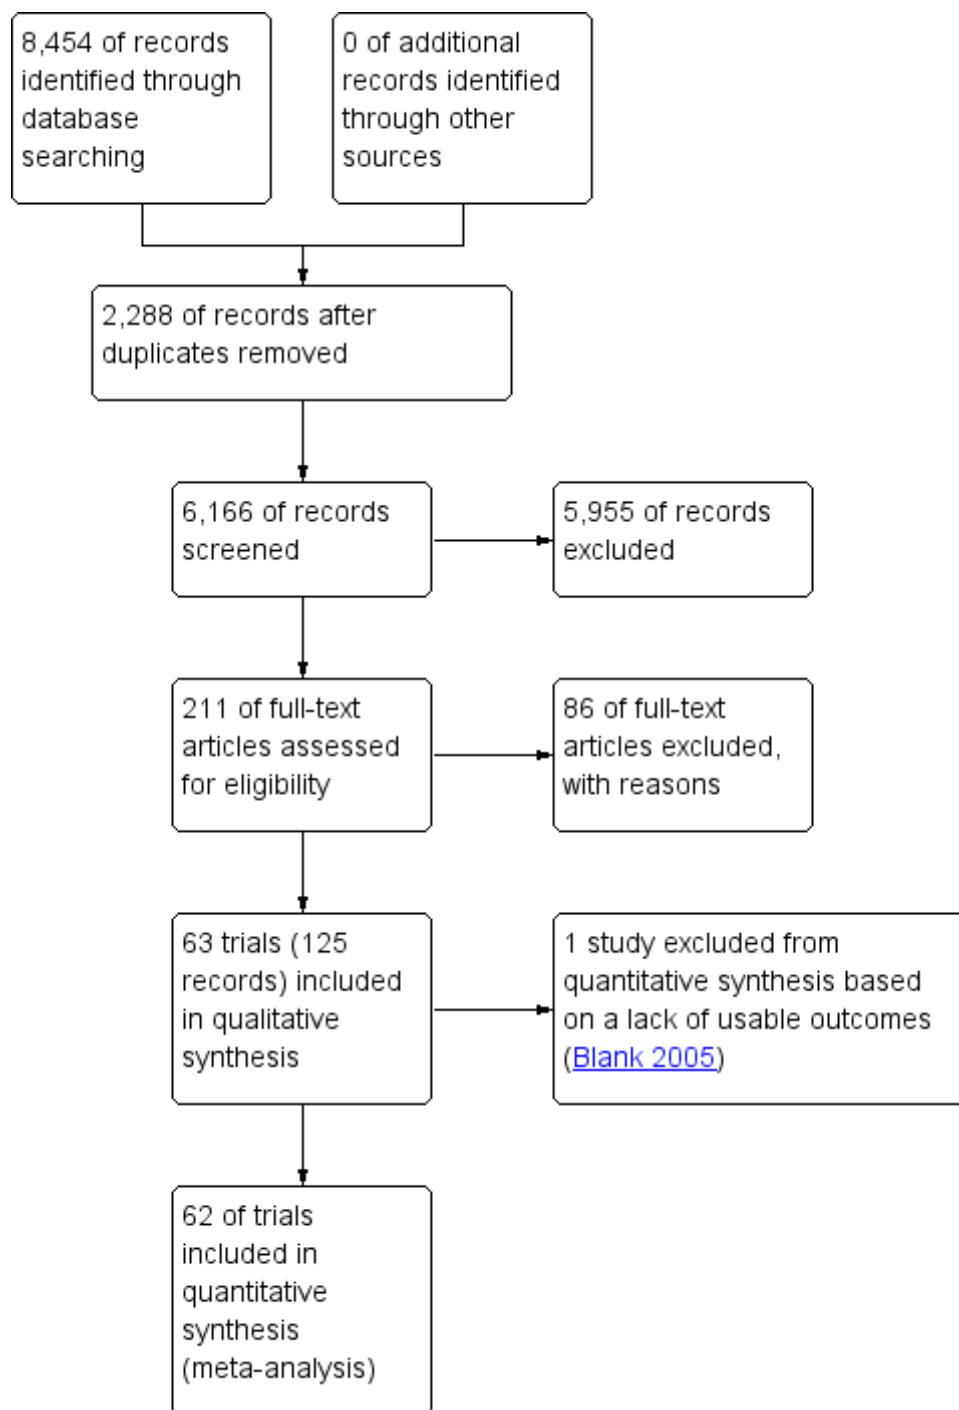 8,454 of records
identified through
database
searching
0 of additional
records identified
through other
sources
2,288 of records after
duplicates removed
6,166 of records
screened
5,955 of records
excluded
211 of full-text
articles assessed
for eligibility
86 of full-text
articles excluded,
with reasons
63 trials (125
records) included
in qualitative
synthesis
1 study excluded from
quantitative synthesis based
on a lack of usable outcomes
(Blank 2005)
62 of trials
included in
quantitative
synthesis
(meta-analysis)